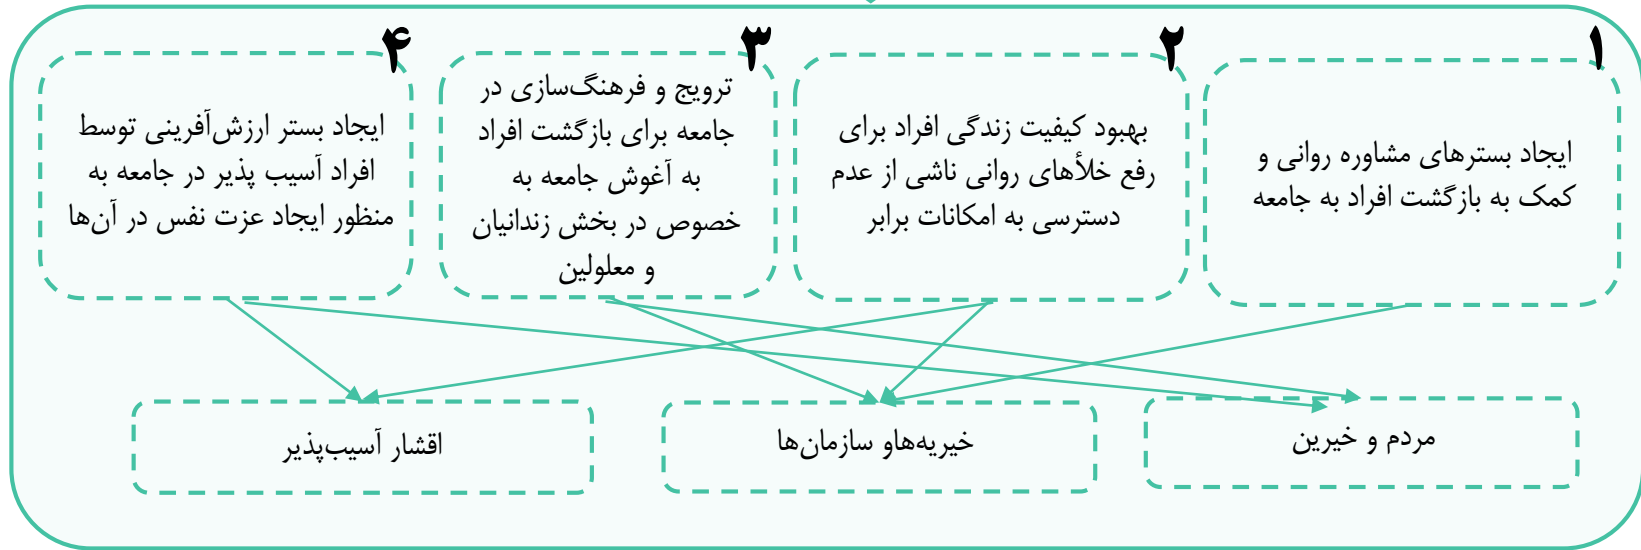 ۱
ایجاد بسترهای مشاوره روانی و
کمک به بازگشت افراد به جامعه
۲
بهبود کیفیت زندگی افراد برای
رفع خلأهای روانی ناشی از عدم
دسترسی به امکانات برابر
۳
ترویج و فرهنگ‌سازی در
جامعه برای بازگشت افراد
به آغوش جامعه به
خصوص در بخش زندانیان
و معلولین
۴
ایجاد بستر ارزش‌آفرینی توسط
افراد آسیب پذیر در جامعه به
منظور ایجاد عزت نفس در آن‌ها
مردم و خیرین
خیریه‌هاو سازمان‌ها
اقشار آسیب‌پذیر